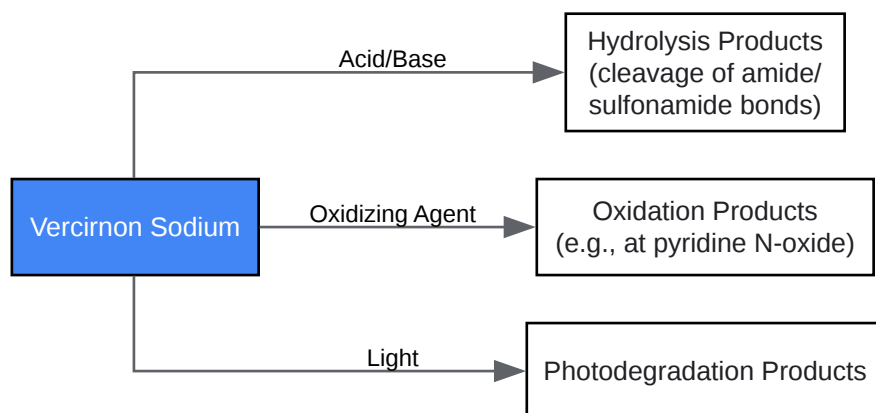 Acid/Base
Hydrolysis Products
(cleavage of amide/
sulfonamide bonds)
Vercirnon Sodium
Oxidizing Agent
Oxidation Products
(e.g., at pyridine N-oxide)
Light
Photodegradation Products